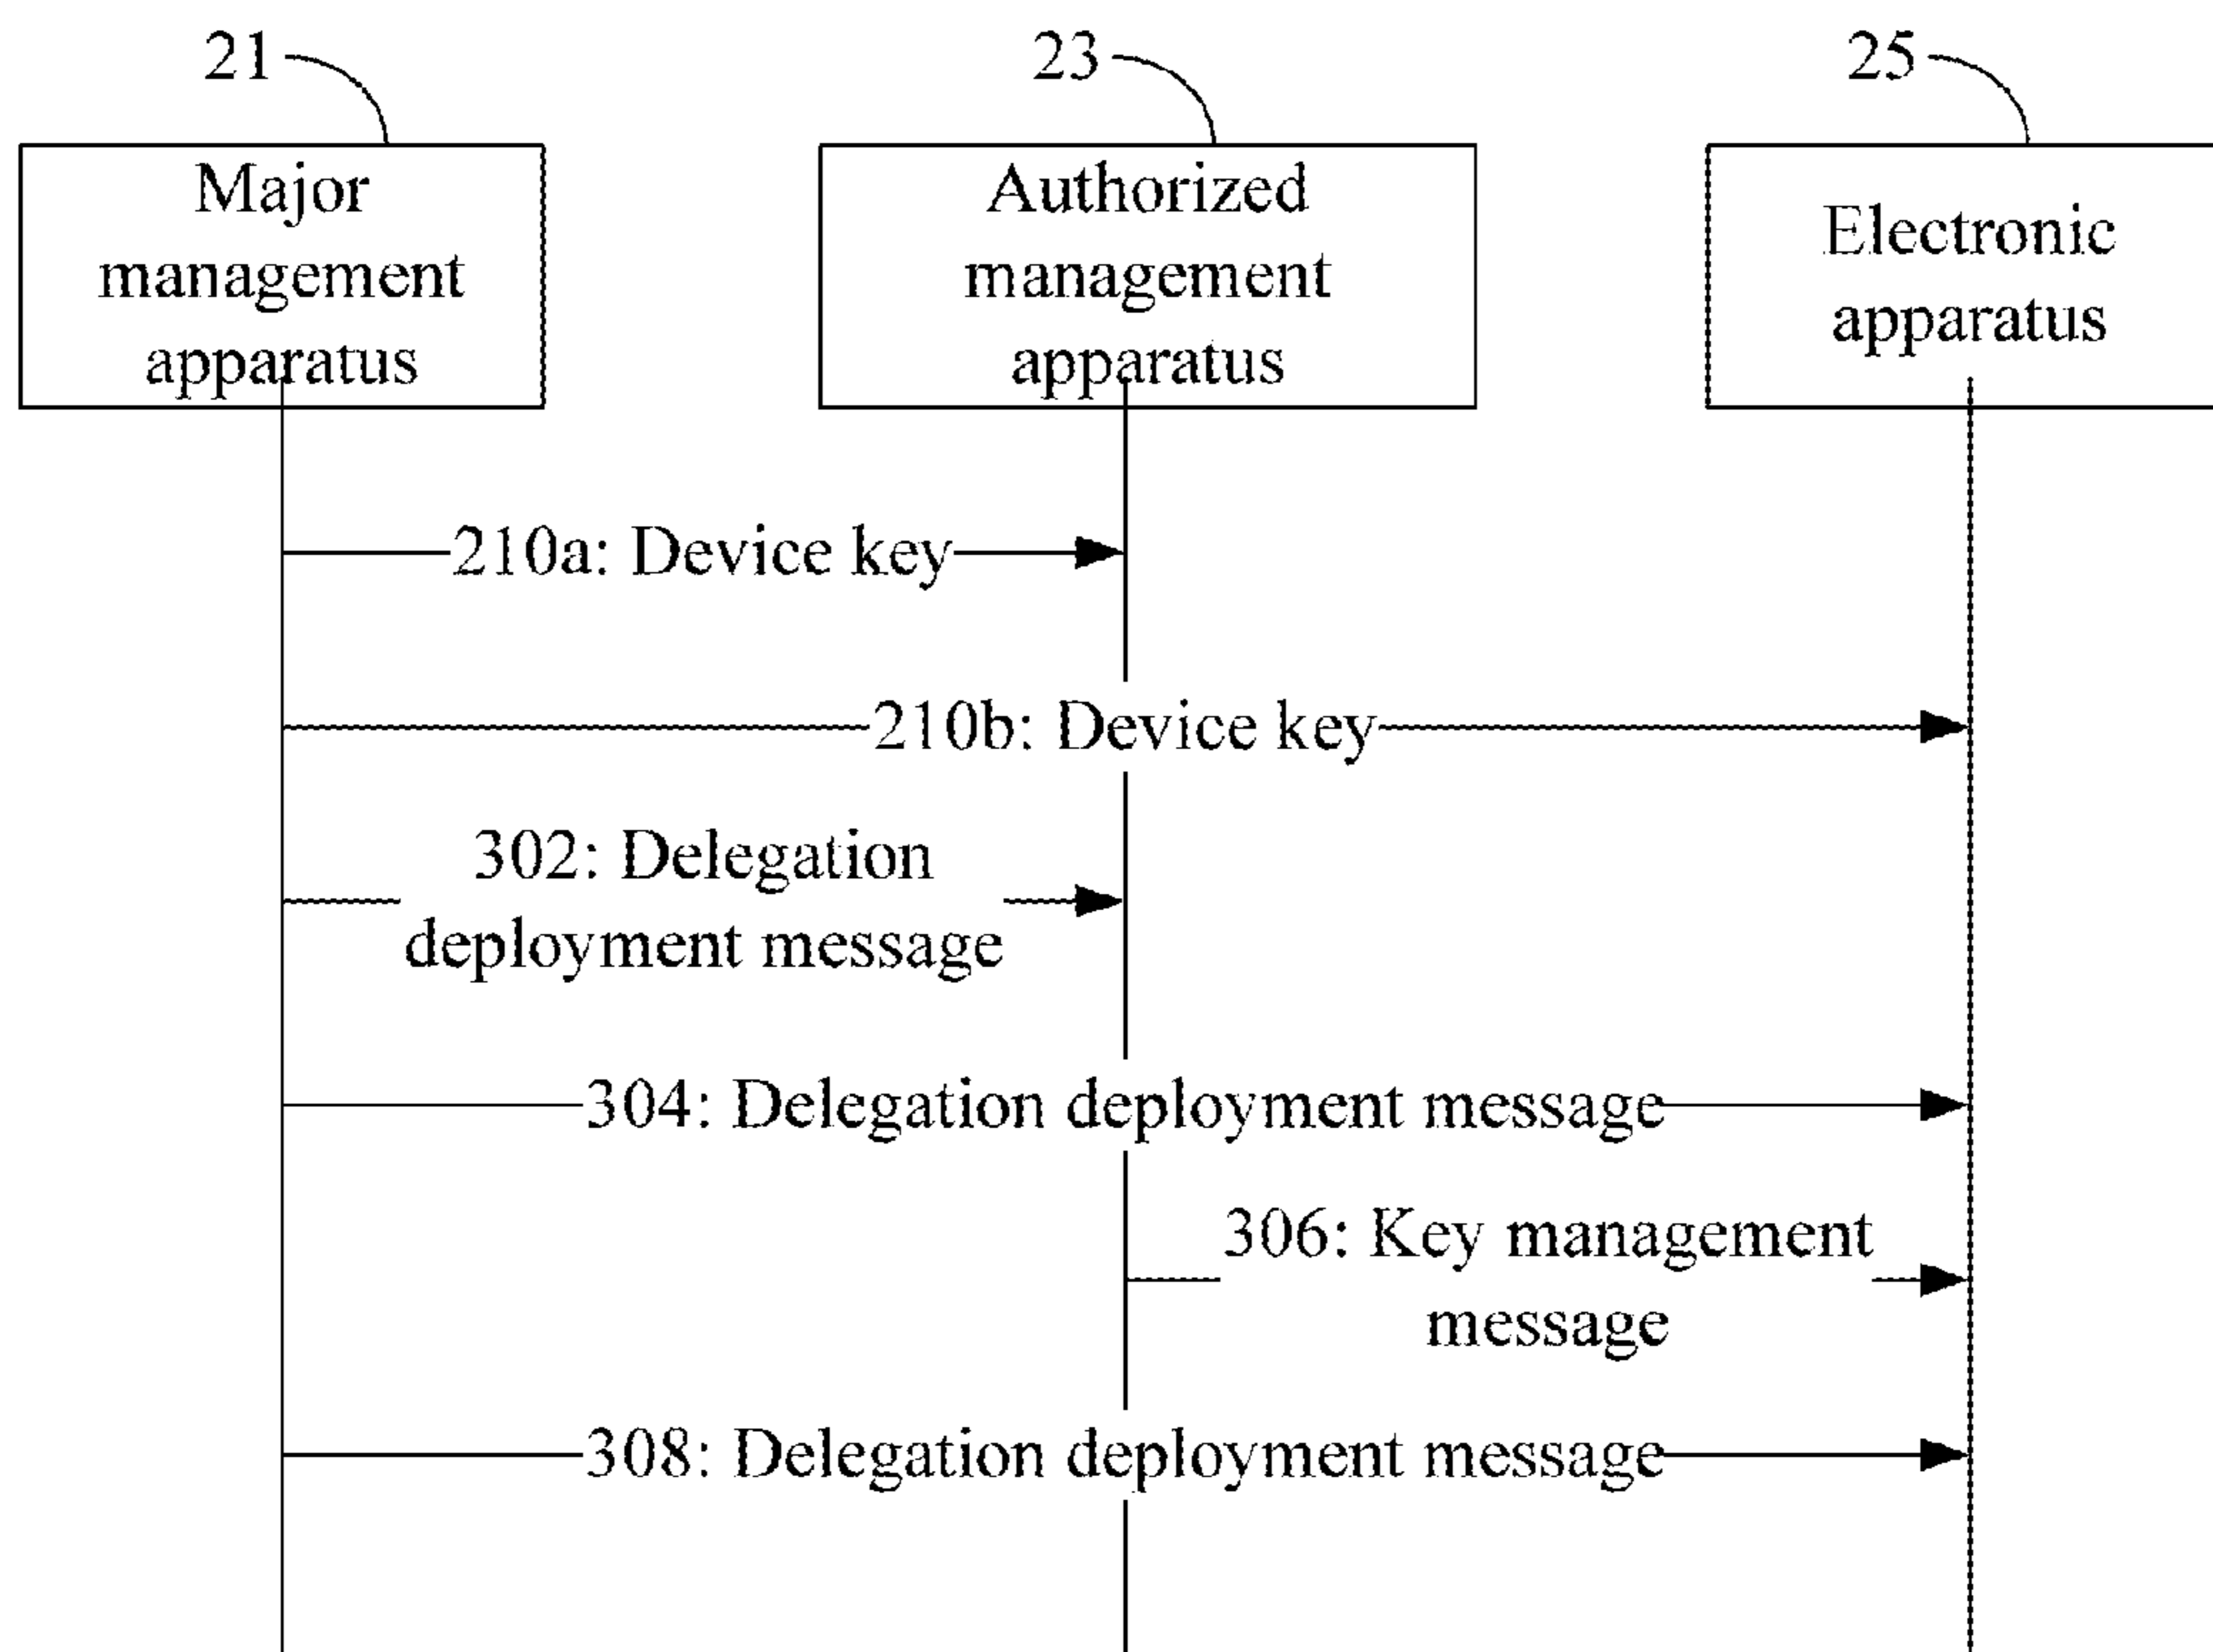 21
23
25
Major
management
apparatus
Authorized
management
apparatus
Electronic
apparatus
210a: Device key
210b: Device key
302: Delegation
deployment message
304: Delegation deployment message
306: Key management
message
308: Delegation deployment message